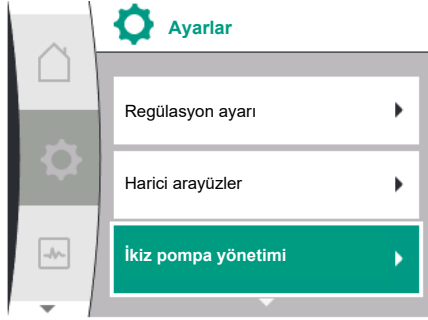 Ayarlar
Regülasyon ayarı
Harici arayüzler
İkiz pompa yönetimi